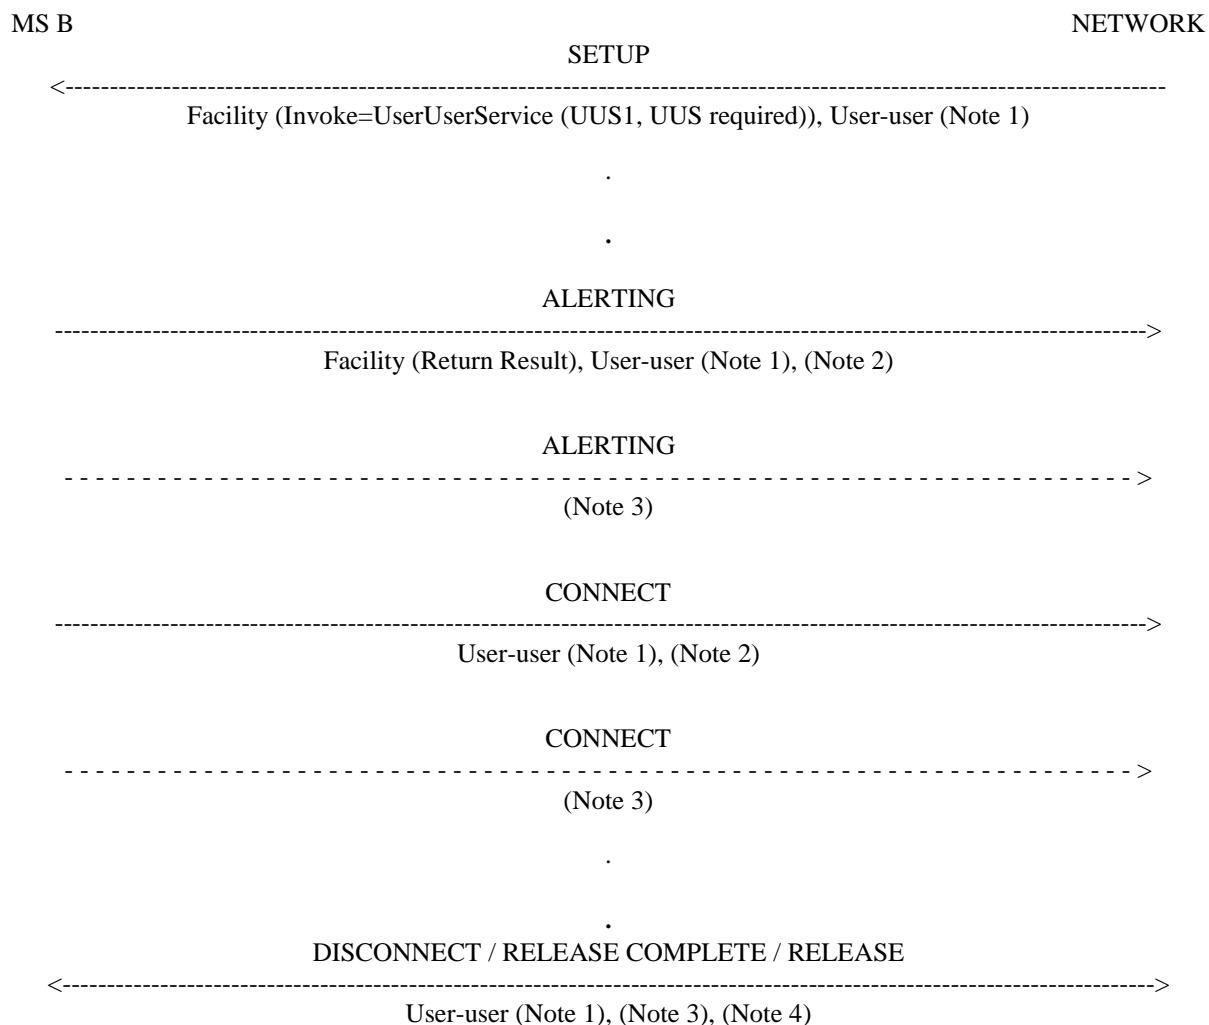 MS B NETWORK
SETUP
<------------------------------------------------------------------------------------------------------------------------------
Facility (Invoke=UserUserService (UUS1, UUS required)), User-user (Note 1)
.
.
ALERTING
----------------------------------------------------------------------------------------------------------------------------->
Facility (Return Result), User-user (Note 1), (Note 2)
ALERTING
- - - - - - - - - - - - - - - - - - - - - - - - - - - - - - - - - - - - - - - - - - - - - - - - - - - - - - - - - - - - - - - - - - - - - >
(Note 3)
CONNECT
----------------------------------------------------------------------------------------------------------------------------->
User-user (Note 1), (Note 2)
CONNECT
- - - - - - - - - - - - - - - - - - - - - - - - - - - - - - - - - - - - - - - - - - - - - - - - - - - - - - - - - - - - - - - - - - - - - >
(Note 3)
.
.
DISCONNECT / RELEASE COMPLETE / RELEASE
<----------------------------------------------------------------------------------------------------------------------------->
User-user (Note 1), (Note 3), (Note 4)